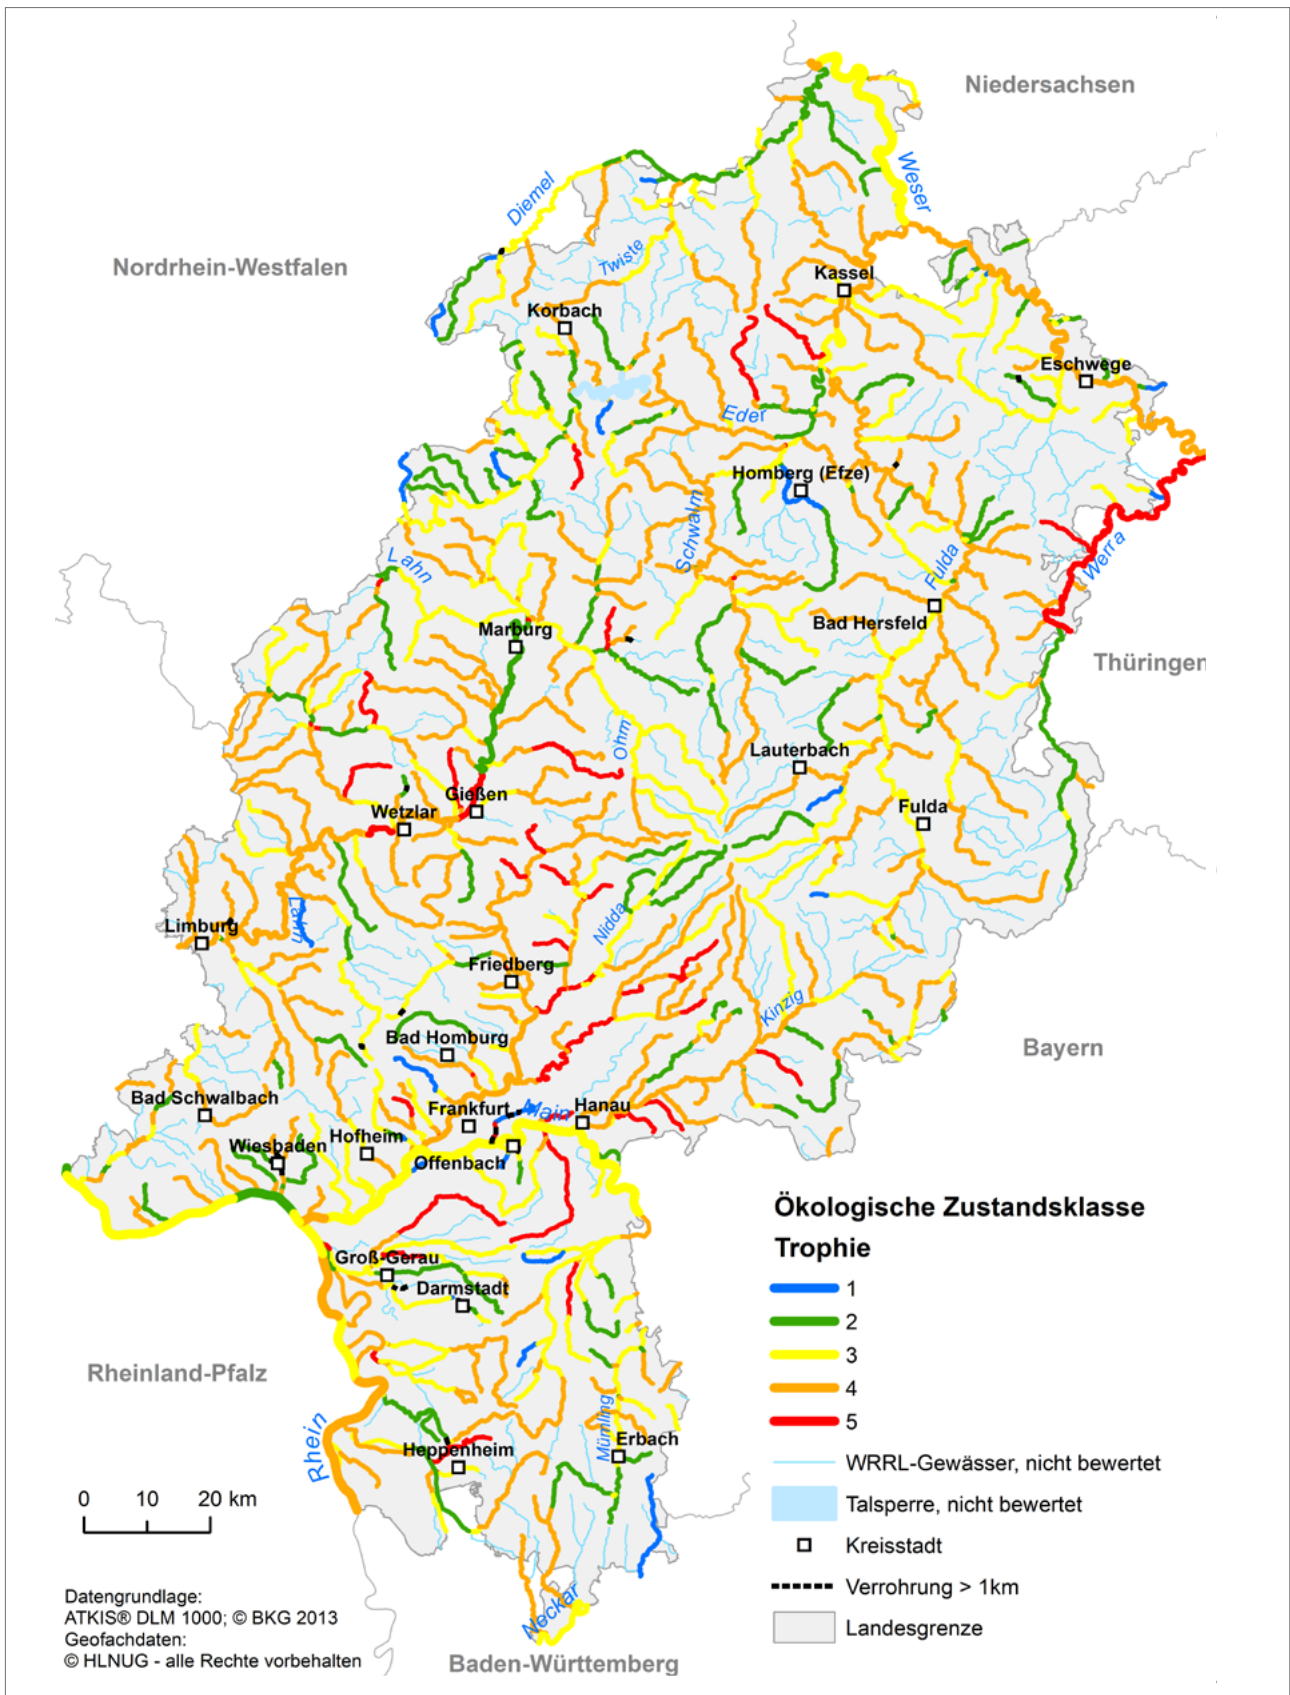 Niedersachsen
Weser
Diemel
Nordrhein-Westfalen
Twiste
Kassel
Korbach
Eschwege
Eder
Homberg (Efze)
Schwalm
Werra
Lahn
Fulda
Bad Hersfeld
Marburg
Thüringen
Ohm
Lauterbach
Gießen
Wetzlar
Fulda
Limburg
Lahn
Nidda
Friedberg
Kinzig
Bad Homburg
Bayern
Bad Schwalbach
Frankfurt
Main
Hanau
Hofheim
Wiesbaden
Offenbach
Groß-Gerau
Darmstadt
Rheinland-Pfalz
Rhein
Mümling
Erbach
Heppenheim
Neckar
Baden-Württemberg
Ökologische Zustandsklasse
Trophie
1
2
3
4
5
WRRL-Gewässer, nicht bewertet
Talsperre, nicht bewertet
Kreisstadt
Verrohrung > 1km
Landesgrenze
0 10 20 km
Datengrundlage:
ATKIS® DLM 1000; © BKG 2013
Geofachdaten:
© HLNUG - alle Rechte vorbehalten